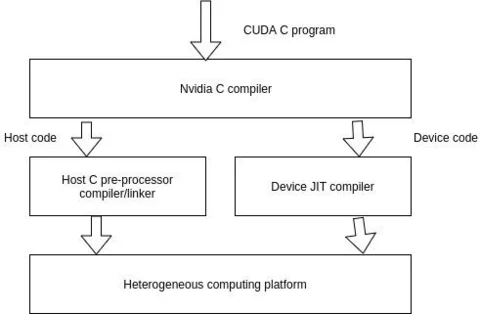 CUDA C program
Nvidia C compiler
Host code
Device code
Host C pre-processor
compiler/linker
Device JIT compiler
Heterogeneous computing platform